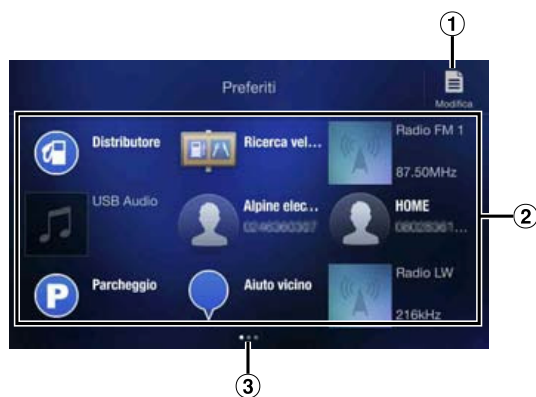 1
Preferiti
Modifica
Distributore
Ricerca vel...
Radio FM 1
87.50MHz
USB Audio
Alpine elec...
HOME
2
P
Parcheggio
Aiuto vicino
Radio LW
216kHz
3